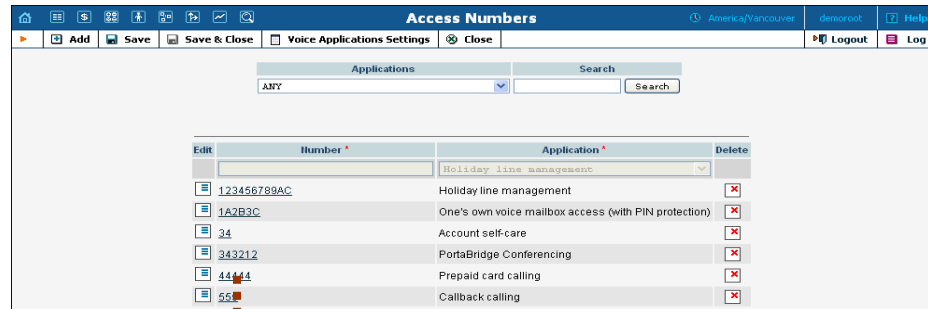 Access Numbers America/Vancouver demoroot Help
Add Save Save & Close Voice Applications Settings Close Logout Log
Applications Search
ANY Search
Edit Number * Application * Delete
Holiday line management
123456789AC Holiday line management
1A2B3C One's own voice mailbox access (with PIN protection)
34 Account self-care
343212 PortaBridge Conferencing
44444 Prepaid card calling
Callback calling